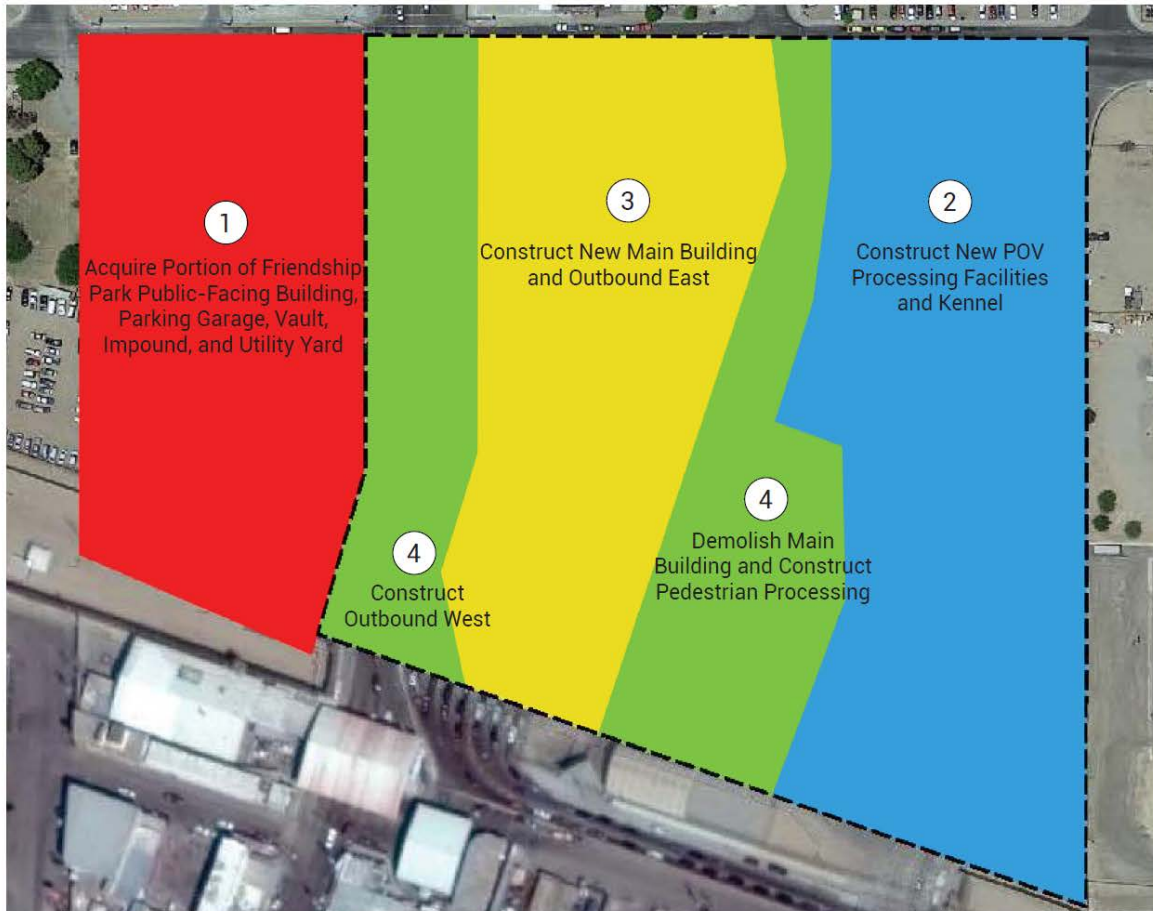 1
Acquire Portion of Friendship
Park Public-Facing Building,
Parking Garage, Vault,
Impound, and Utility Yard
3
Construct New Main Building
and Outbound East
2
Construct New POV
Processing Facilities
and Kennel
4
Construct
Outbound West
4
Demolish Main
Building and Construct
Pedestrian Processing